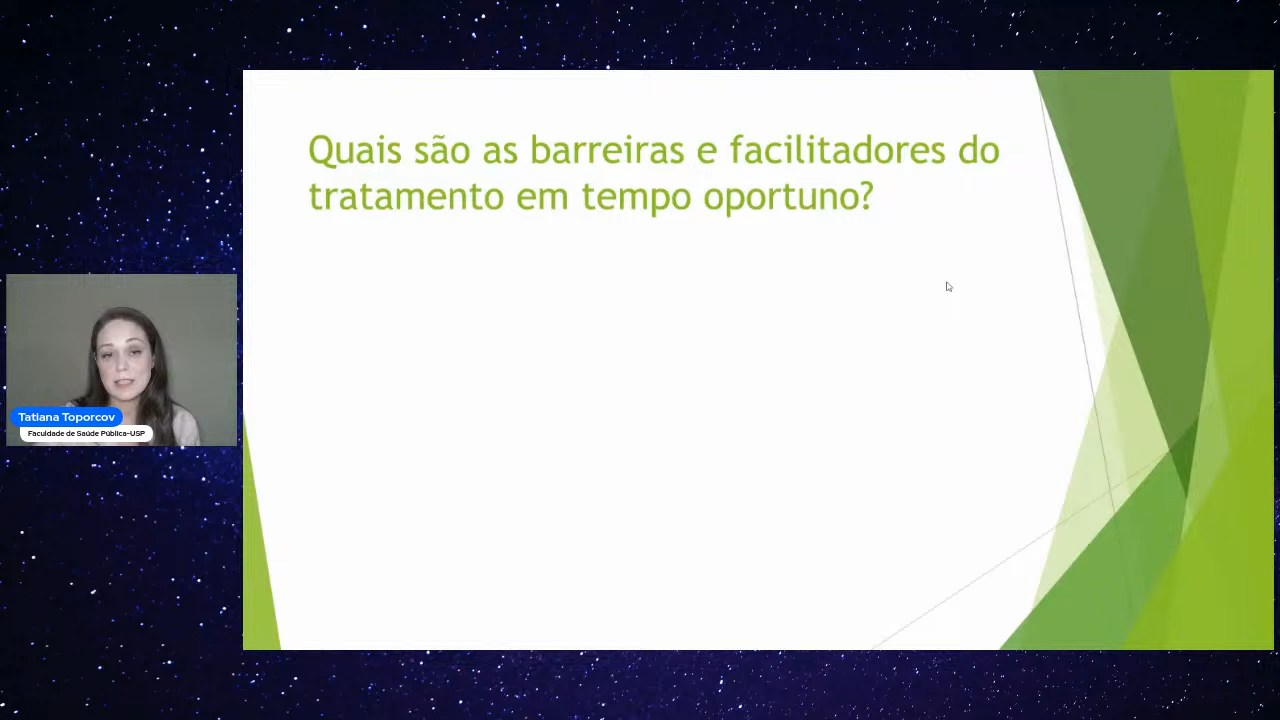 Quais são as barreiras e facilitadores do
tratamento em tempo oportuno?
Tatiana Toporcov
Faculdade de Saúde Pública-USP